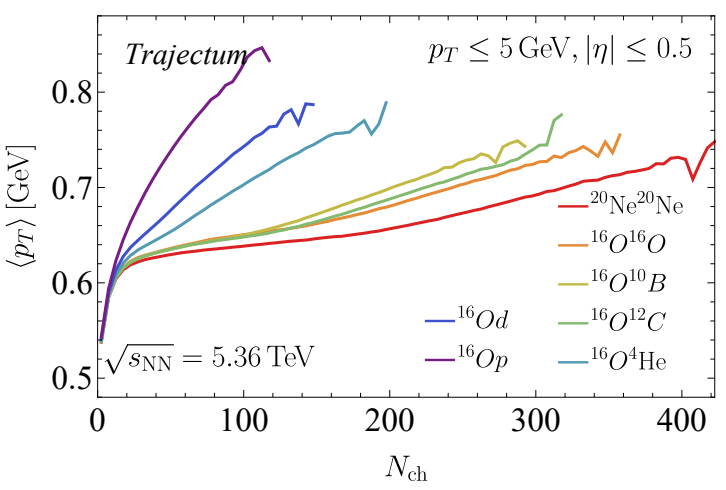 Trajectum
p_T ≤ 5 GeV, |η| ≤ 0.5
⟨p_T⟩ [GeV]
0.8
0.7
0.6
0.5
²⁰Ne²⁰Ne
¹⁶O¹⁶O
¹⁶O¹⁰B
¹⁶Od
¹⁶O¹²C
¹⁶Op
¹⁶O⁴He
√s_NN = 5.36 TeV
0
100
200
300
400
N_ch